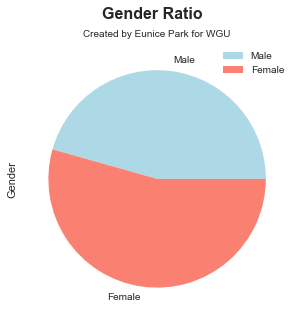 Gender Ratio
Created by Eunice Park for WGU
Male
Male
Female
Gender
Female